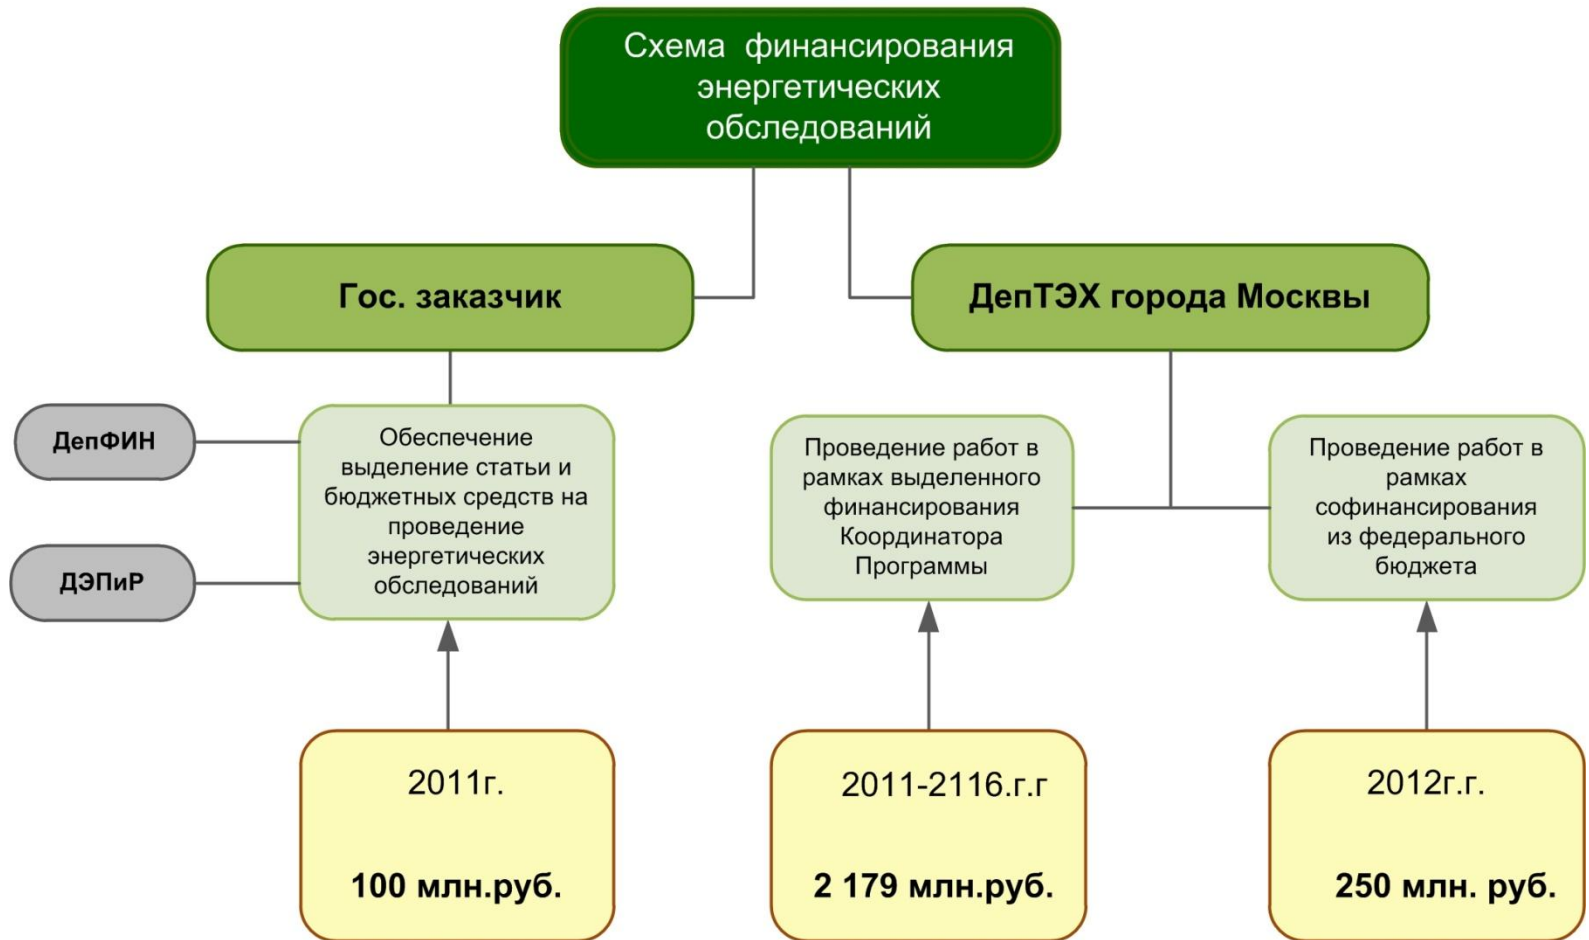 Схема финансирования
энергетических
обследований
Гос. заказчик
ДепТЭХ города Москвы
ДепФИН
ДЭПиР
Обеспечение
выделение статьи и
бюджетных средств на
проведение
энергетических
обследований
Проведение работ в
рамках выделенного
финансирования
Координатора
Программы
Проведение работ в
рамках
софинансирования
из федерального
бюджета
2011г.
100 млн.руб.
2011-2116.г.г
2 179 млн.руб.
2012г.г.
250 млн. руб.